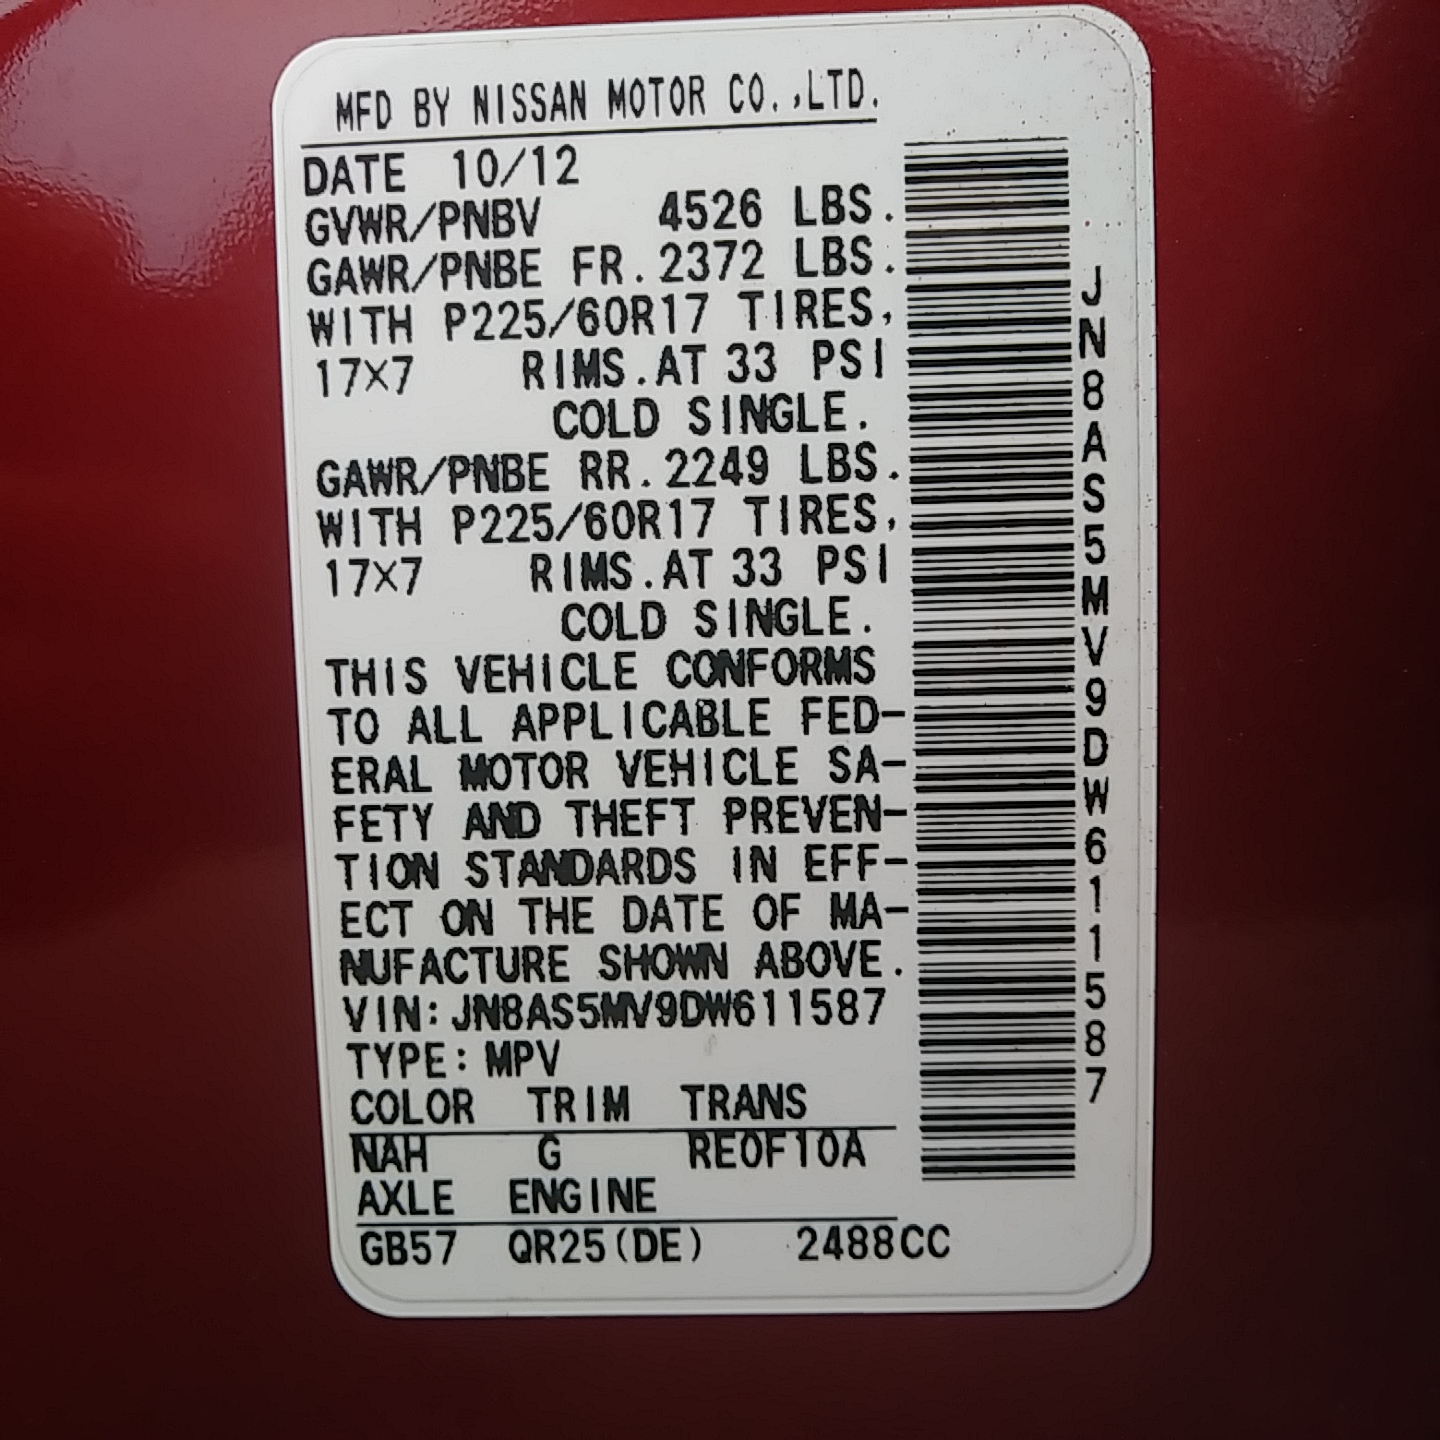 MFD BY NISSAN MOTOR CO.,LTD.
DATE 10/12
GVWR/PNBV 4526 LBS.
GAWR/PNBE FR.2372 LBS.
WITH P225/60R17 TIRES,
17×7 RIMS.AT 33 PSI
COLD SINGLE.
GAWR/PNBE RR.2249 LBS.
WITH P225/60R17 TIRES,
17×7 RIMS.AT 33 PSI
COLD SINGLE.
THIS VEHICLE CONFORMS
TO ALL APPLICABLE FED-
ERAL MOTOR VEHICLE SA-
FETY AND THEFT PREVEN-
TION STANDARDS IN EFF-
ECT ON THE DATE OF MA-
NUFACTURE SHOWN ABOVE.
VIN:JN8AS5MV9DW611587
TYPE:MPV
COLOR TRIM TRANS
NAH G RE0F10A
AXLE ENGINE
GB57 QR25(DE) 2488CC
JN8AS5MV9DW611587